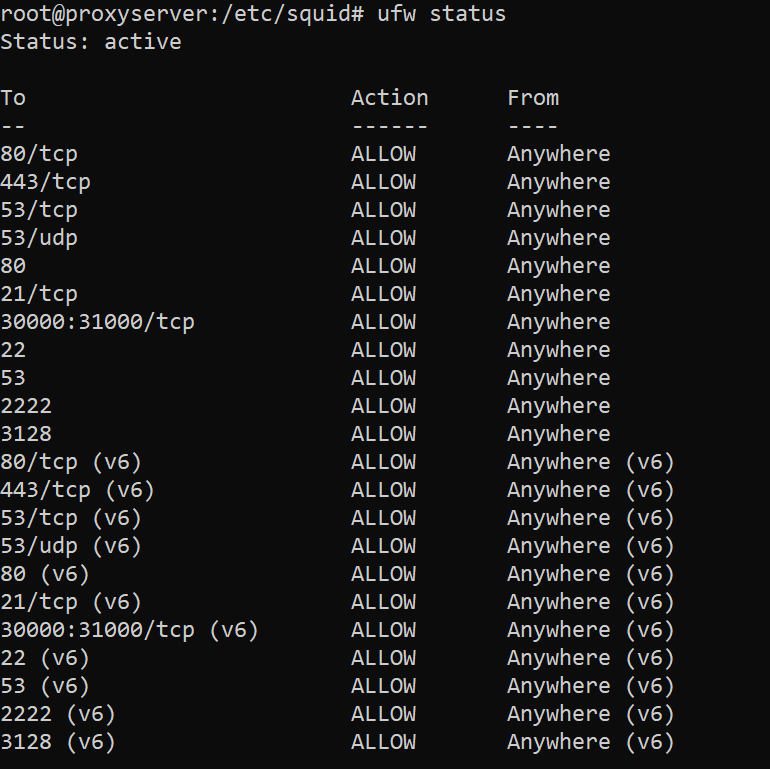 root@proxyserver:/etc/squid# ufw status
Status: active

To                         Action      From
--                         ------      ----
80/tcp                     ALLOW       Anywhere
443/tcp                    ALLOW       Anywhere
53/tcp                     ALLOW       Anywhere
53/udp                     ALLOW       Anywhere
80                         ALLOW       Anywhere
21/tcp                     ALLOW       Anywhere
30000:31000/tcp            ALLOW       Anywhere
22                         ALLOW       Anywhere
53                         ALLOW       Anywhere
2222                       ALLOW       Anywhere
3128                       ALLOW       Anywhere
80/tcp (v6)                ALLOW       Anywhere (v6)
443/tcp (v6)               ALLOW       Anywhere (v6)
53/tcp (v6)                ALLOW       Anywhere (v6)
53/udp (v6)                ALLOW       Anywhere (v6)
80 (v6)                    ALLOW       Anywhere (v6)
21/tcp (v6)                ALLOW       Anywhere (v6)
30000:31000/tcp (v6)       ALLOW       Anywhere (v6)
22 (v6)                    ALLOW       Anywhere (v6)
53 (v6)                    ALLOW       Anywhere (v6)
2222 (v6)                  ALLOW       Anywhere (v6)
3128 (v6)                  ALLOW       Anywhere (v6)